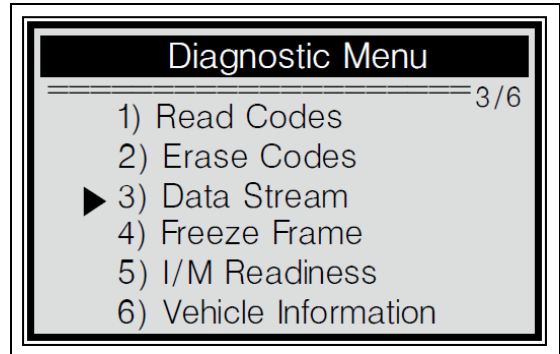 Diagnostic Menu
3/6
1) Read Codes
2) Erase Codes
▶ 3) Data Stream
4) Freeze Frame
5) I/M Readiness
6) Vehicle Information